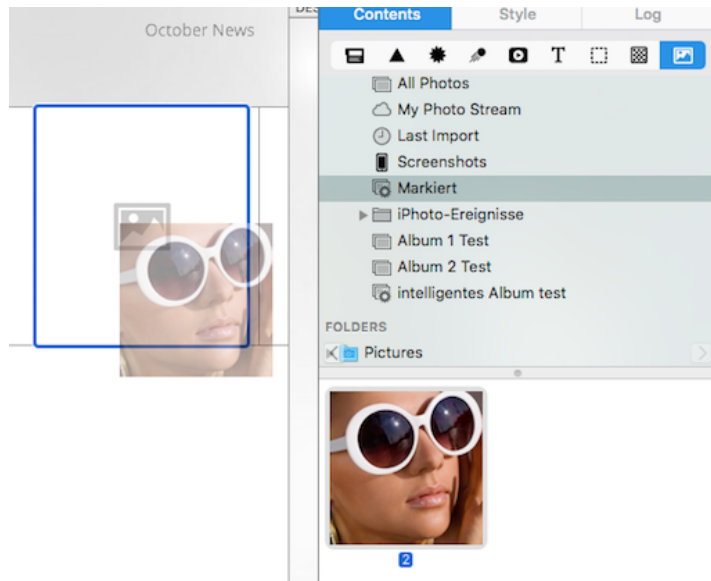 October News
Contents
Style
Log
T
All Photos
My Photo Stream
Last Import
Screenshots
Markiert
iPhoto-Ereignisse
Album 1 Test
Album 2 Test
intelligentes Album test
FOLDERS
Pictures
2